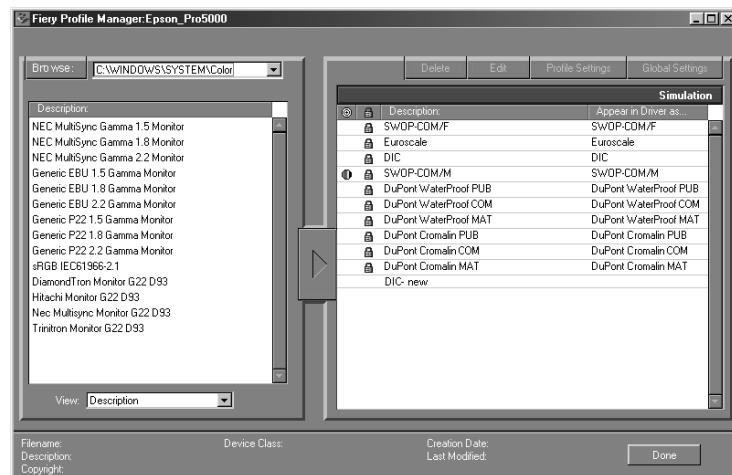 Fiery Profile Manager:Epson_Pro5000
Browse:
C:\WINDOWS\SYSTEM\Color
Description:
NEC MultiSync Gamma 1.5 Monitor
NEC MultiSync Gamma 1.8 Monitor
NEC MultiSync Gamma 2.2 Monitor
Generic EBU 1.5 Gamma Monitor
Generic EBU 1.8 Gamma Monitor
Generic EBU 2.2 Gamma Monitor
Generic P22 1.5 Gamma Monitor
Generic P22 1.8 Gamma Monitor
Generic P22 2.2 Gamma Monitor
sRGB IEC61966-2.1
DiamondTron Monitor G22 D93
Hitachi Monitor G22 D93
Nec Multisync Monitor G22 D93
Trinitron Monitor G22 D93
View: Description
Delete Edit Profile Settings Global Settings
Simulation
Description: Appear in Driver as...
SWOP-COM/F SWOP-COM/F
Euroscale Euroscale
DIC DIC
SWOP-COM/M SWOP-COM/M
DuPont WaterProof PUB DuPont WaterProof PUB
DuPont WaterProof COM DuPont WaterProof COM
DuPont WaterProof MAT DuPont WaterProof MAT
DuPont Cromalin PUB DuPont Cromalin PUB
DuPont Cromalin COM DuPont Cromalin COM
DuPont Cromalin MAT DuPont Cromalin MAT
DIC- new
Filename: Device Class: Creation Date:
Description: Last Modified:
Copyright:
Done